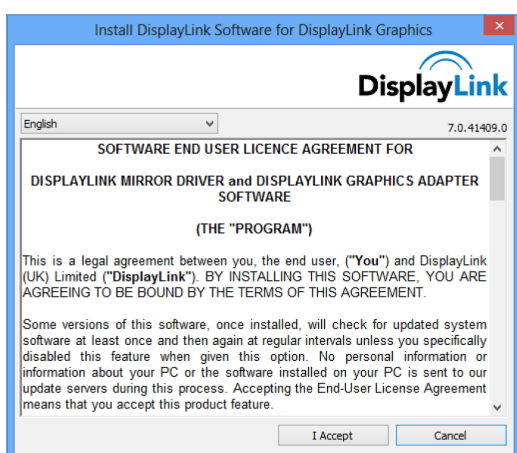 Install DisplayLink Software for DisplayLink Graphics
DisplayLink
English
7.0.41409.0
SOFTWARE END USER LICENCE AGREEMENT FOR
DISPLAYLINK MIRROR DRIVER and DISPLAYLINK GRAPHICS ADAPTER
SOFTWARE
(THE "PROGRAM")
This is a legal agreement between you, the end user, ("You") and DisplayLink
(UK) Limited ("DisplayLink"). BY INSTALLING THIS SOFTWARE, YOU ARE
AGREEING TO BE BOUND BY THE TERMS OF THIS AGREEMENT.
Some versions of this software, once installed, will check for updated system
software at least once and then again at regular intervals unless you specifically
disabled this feature when given this option. No personal information or
information about your PC or the software installed on your PC is sent to our
update servers during this process. Accepting the End-User License Agreement
means that you accept this product feature.
I Accept
Cancel